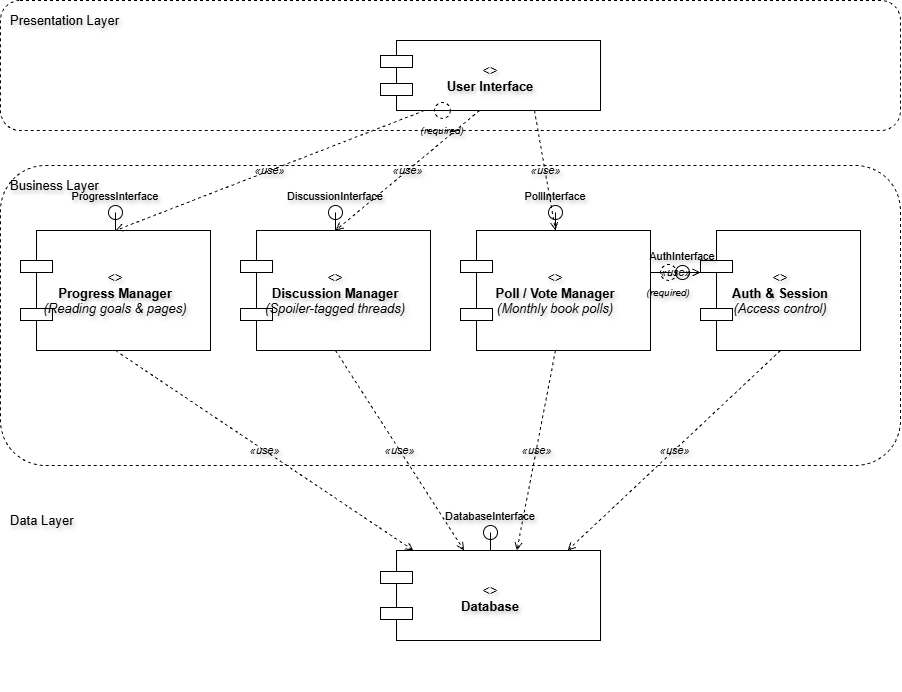 Presentation Layer
<>
User Interface
(required)
«use»
«use»
«use»
Business Layer
ProgressInterface
DiscussionInterface
PollInterface
<>
Progress Manager
(Reading goals & pages)
<>
Discussion Manager
(Spoiler-tagged threads)
<>
Poll / Vote Manager
(Monthly book polls)
AuthInterface
«use»
(required)
<>
Auth & Session
(Access control)
«use»
«use»
«use»
«use»
Data Layer
DatabaseInterface
<>
Database